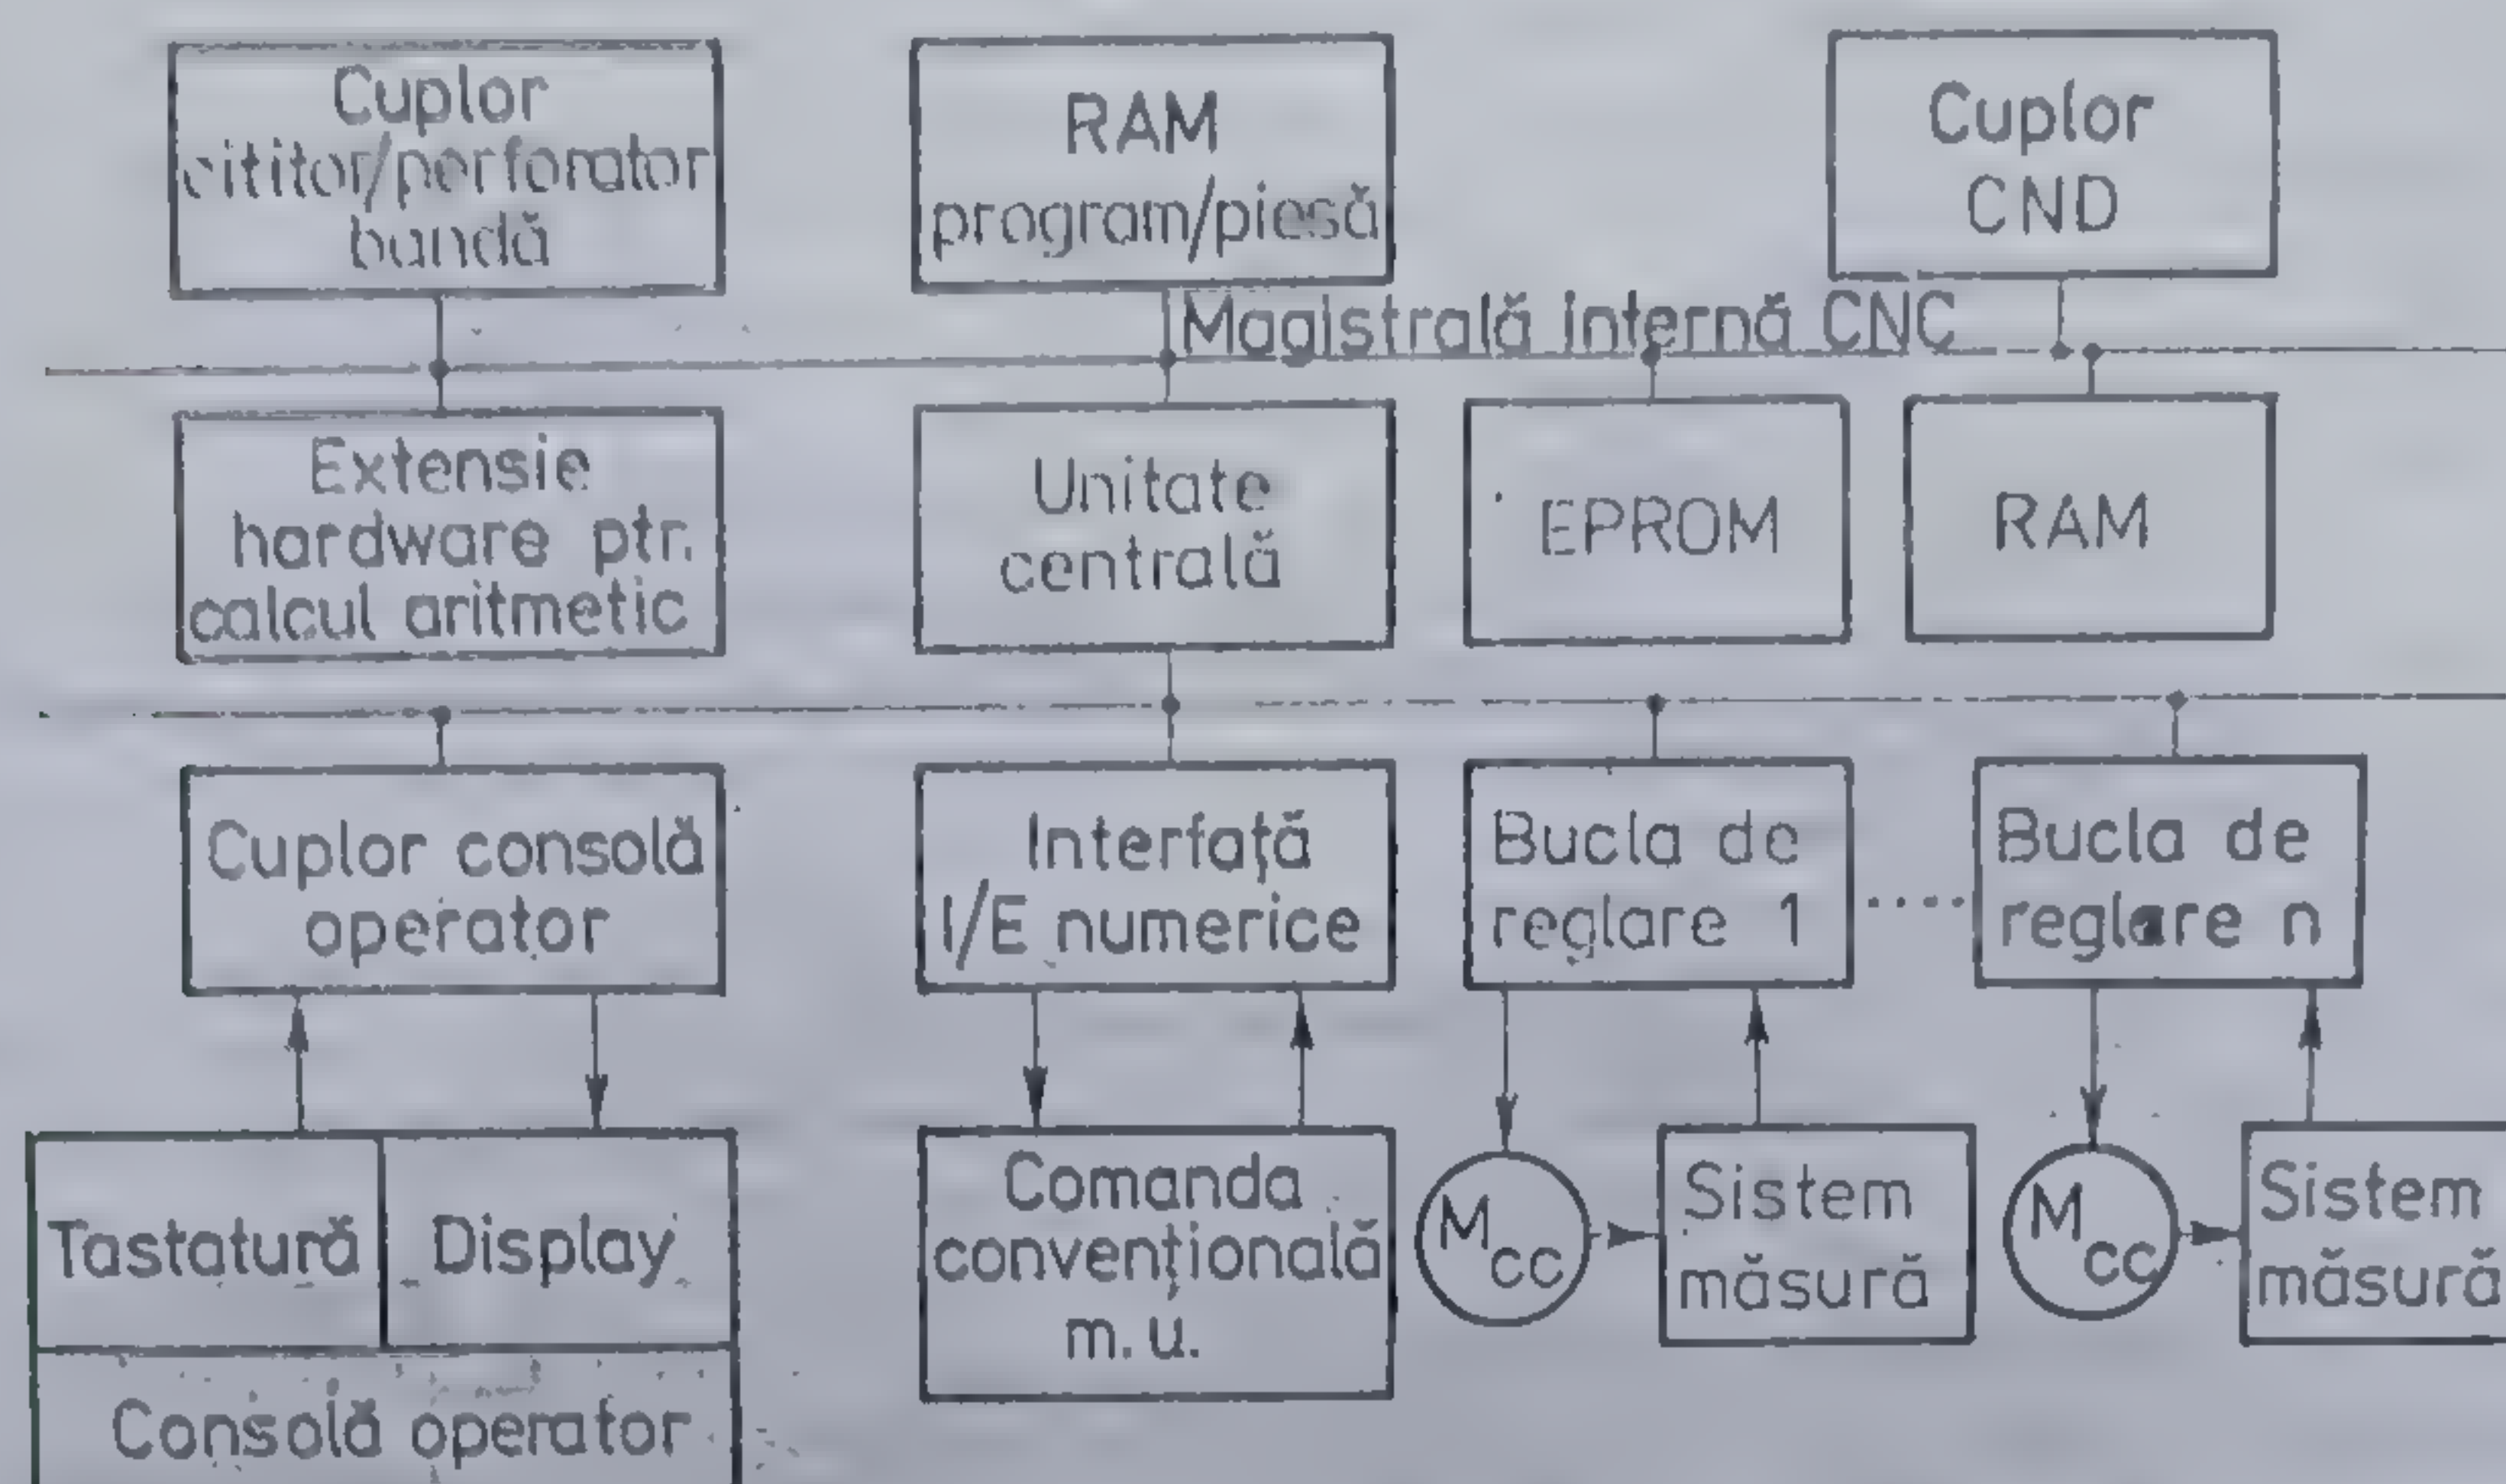 Cuplor
cititor/perforator
bandă
RAM
program/piesă
Cuplor
CND
Magistrală internă CNC
Extensie
hardware ptr.
calcul aritmetic
Unitate
centrală
EPROM
RAM
Cuplor consolă
operator
Interfață
I/E numerice
Bucla de
reglare 1
Bucla de
reglare n
Tastatură
Display
Consolă operator
Comanda
convențională
m.u.
Mcc
Sistem
măsură
Mcc
Sistem
măsură